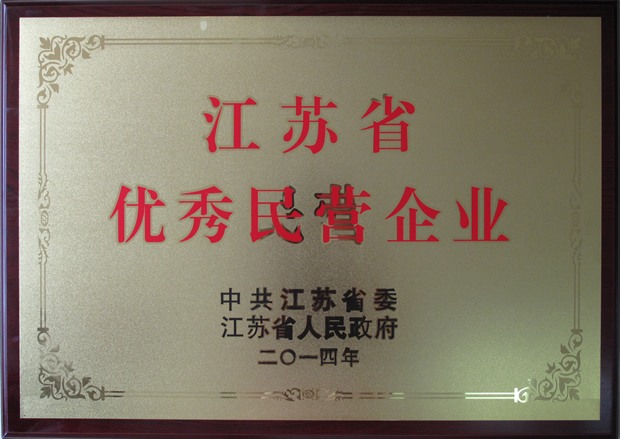 江苏省
优秀民营企业
中共江苏省委
江苏省人民政府
二〇一四年